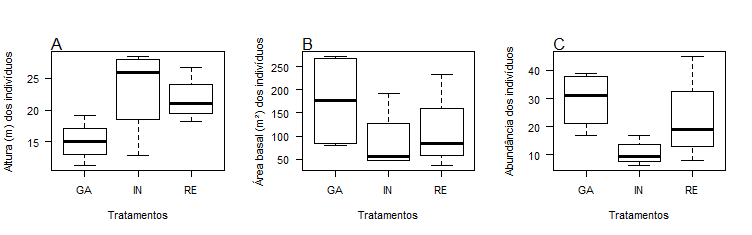 A
Altura (m) dos indivíduos
25
20
15
GA IN RE
Tratamentos
B
Área basal (m²) dos indivíduos
250
200
150
100
50
GA IN RE
Tratamentos
C
Abundância dos indivíduos
40
30
20
10
GA IN RE
Tratamentos